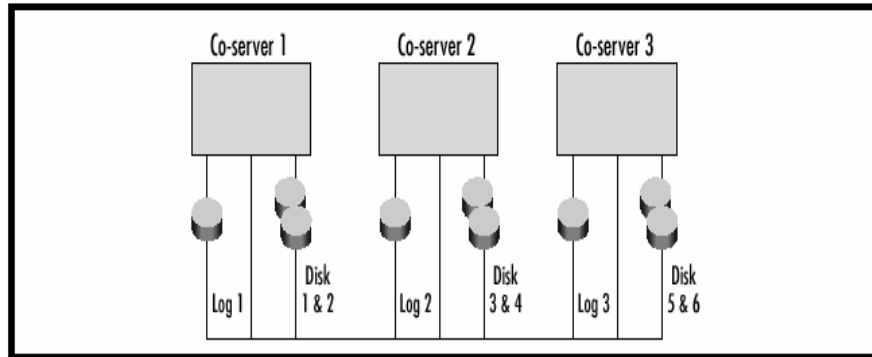 Co-server 1
Co-server 2
Co-server 3
Log 1
Disk
1 & 2
Log 2
Disk
3 & 4
Log 3
Disk
5 & 6